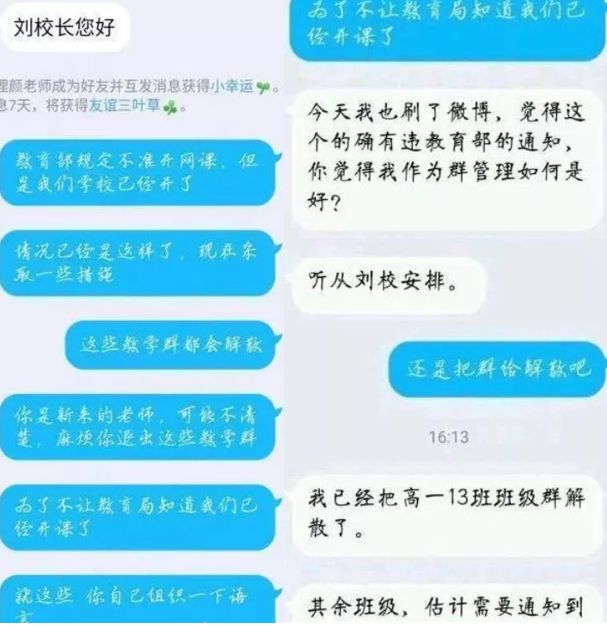 刘校长您好
理颜老师成为好友并互发消息获得小幸运。
息7天，将获得友谊三叶草。
教育部规定不准开网课，但
是我们学校已经开了
情况已经是这样了，现在采
取一些措施
这些教学群都会解散
你是新来的老师，可能不清
楚，麻烦你退出这些教学群
为了不让教育局知道我们已
经开课了
就这些 你自己组织一下语
言
为了不让教育局知道我们已
经开课了
今天我也刷了微博，觉得这
个的确有违教育部的通知，
你觉得我作为群管理如何是
好？
听从刘校安排。
还是把群给解散吧
16:13
我已经把高一13班班级群解
散了。
其余班级，估计需要通知到